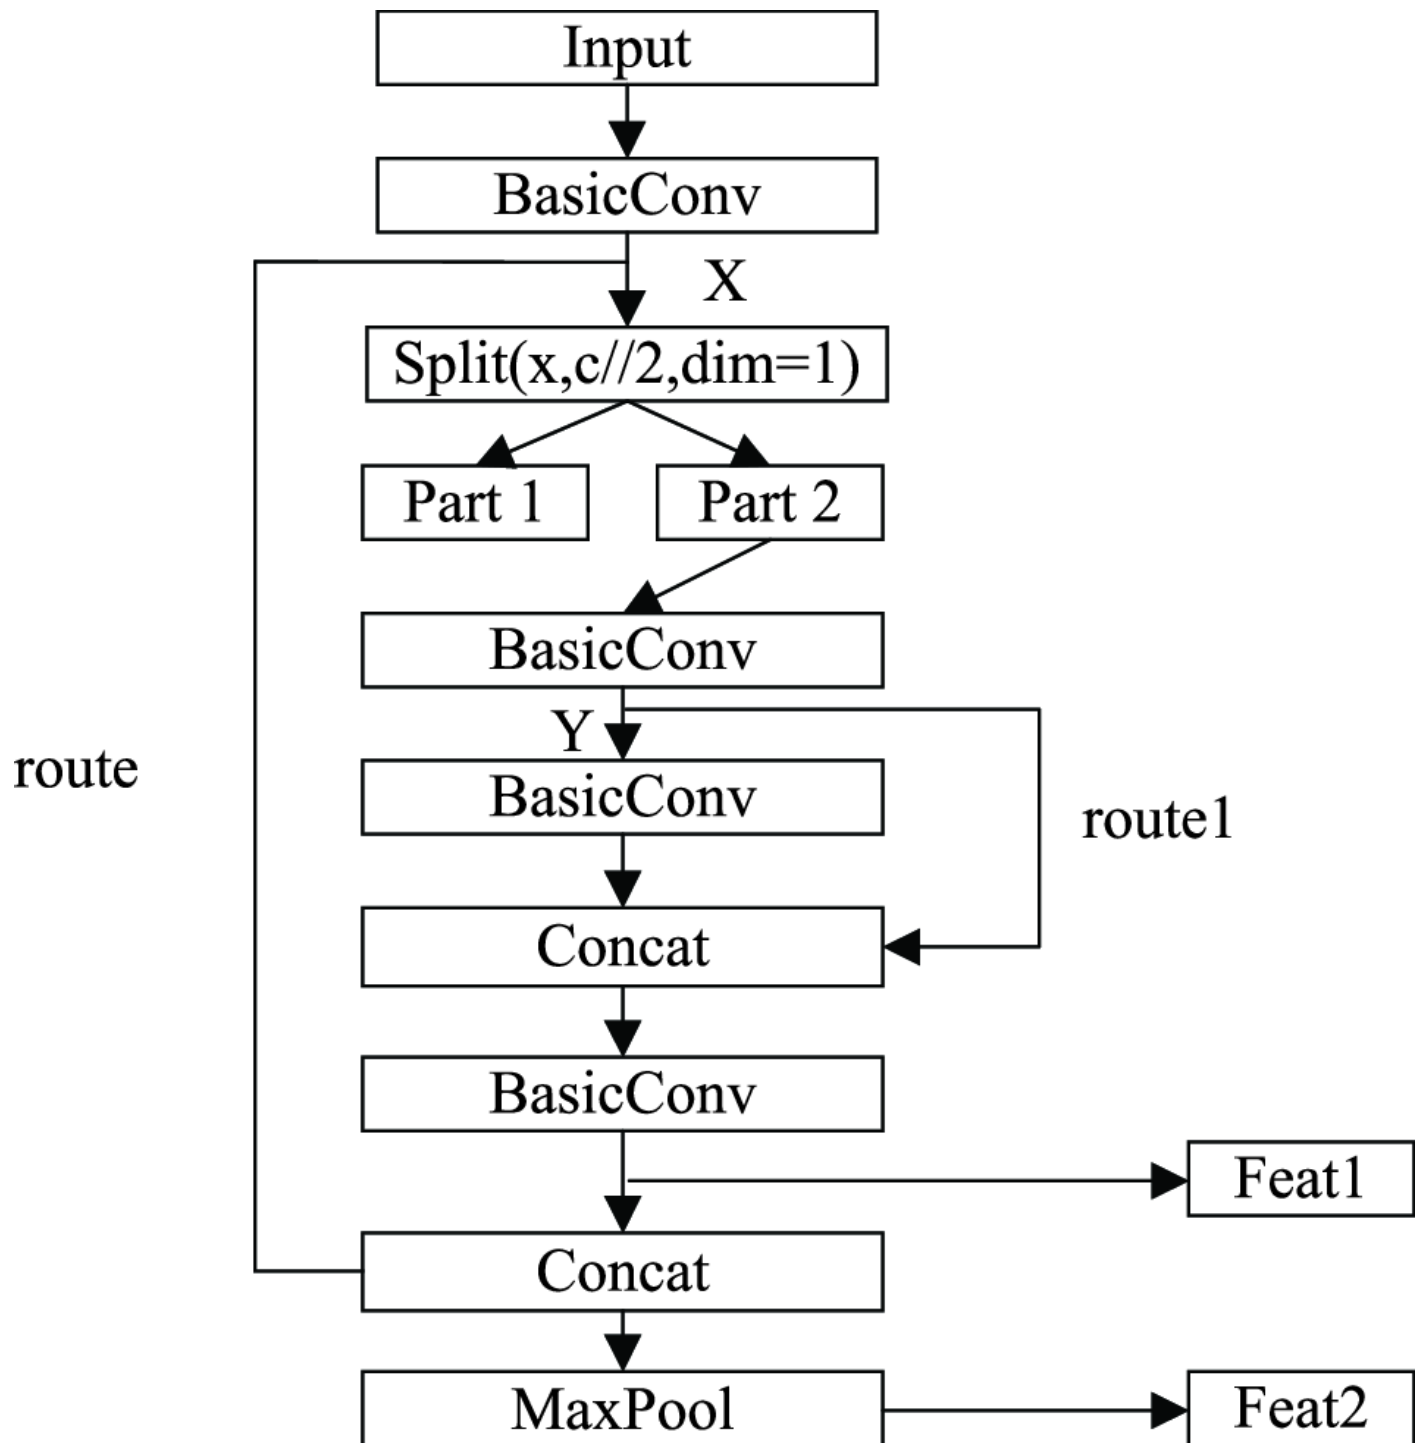 Input
BasicConv
X
Split(x,c//2,dim=1)
Part 1
Part 2
BasicConv
Y
route
BasicConv
route1
Concat
BasicConv
Feat1
Concat
MaxPool
Feat2